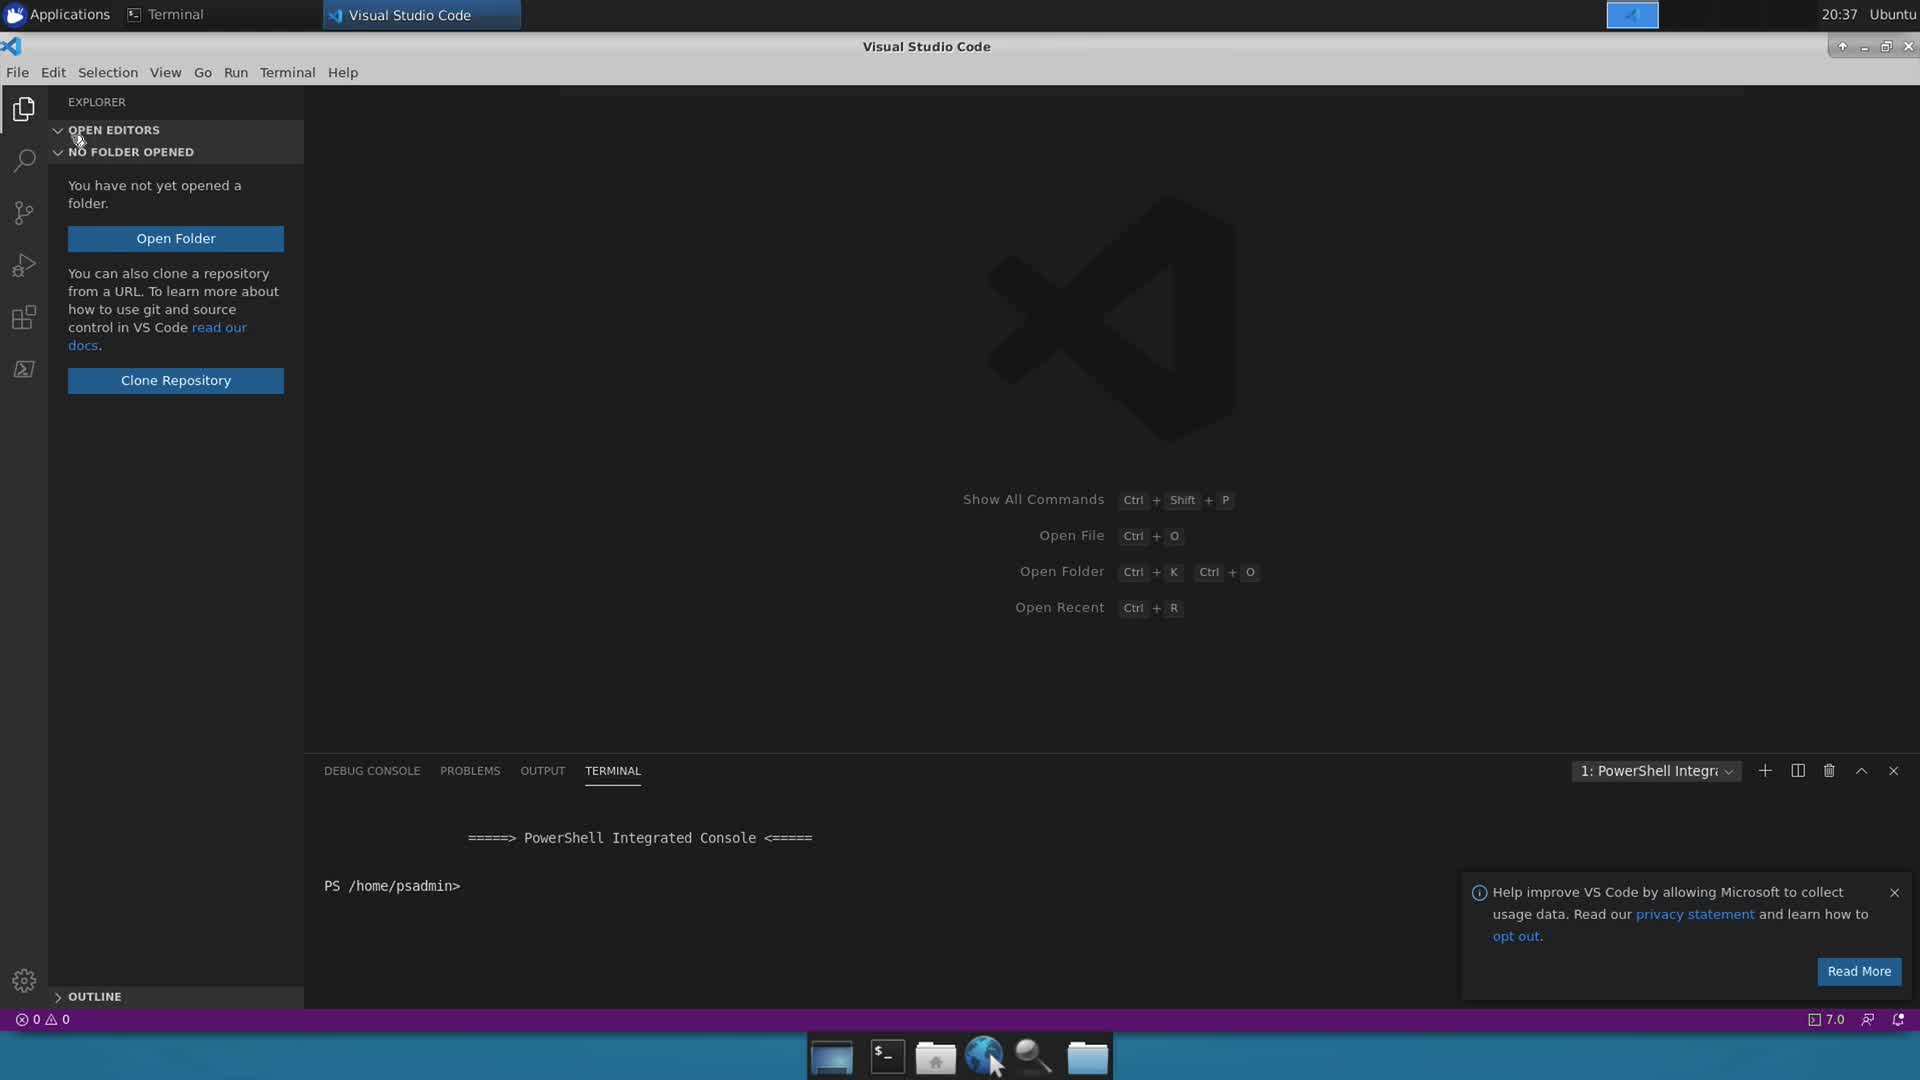 Applications
Terminal
Visual Studio Code
20:37 Ubuntu
Visual Studio Code
File Edit Selection View Go Run Terminal Help
EXPLORER
OPEN EDITORS
NO FOLDER OPENED
You have not yet opened a
folder.
Open Folder
You can also clone a repository
from a URL. To learn more about
how to use git and source
control in VS Code read our
docs.
Clone Repository
Show All Commands Ctrl + Shift + P
Open File Ctrl + O
Open Folder Ctrl + K Ctrl + O
Open Recent Ctrl + R
DEBUG CONSOLE PROBLEMS OUTPUT TERMINAL
1: PowerShell Integra
=====> PowerShell Integrated Console <=====
PS /home/psadmin>
Help improve VS Code by allowing Microsoft to collect
usage data. Read our privacy statement and learn how to
opt out.
Read More
OUTLINE
0 0
7.0
$_